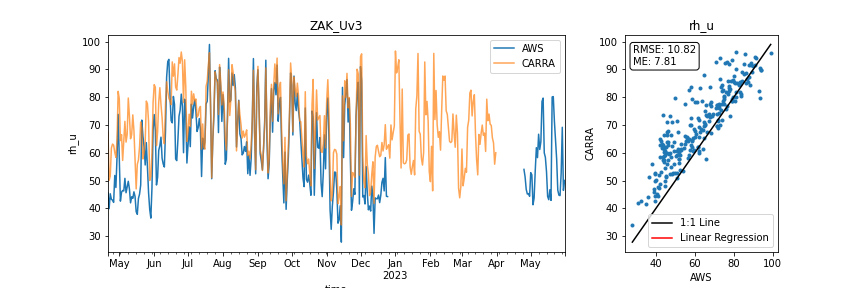 ZAK_Uv3
rh_u
100
90
80
70
60
50
40
30
rh_u
AWS
CARRA
May Jun Jul Aug Sep Oct Nov Dec Jan Feb Mar Apr May
2023
time
rh_u
100
90
80
70
60
50
40
30
CARRA
RMSE: 10.82
ME: 7.81
1:1 Line
Linear Regression
40 60 80 100
AWS